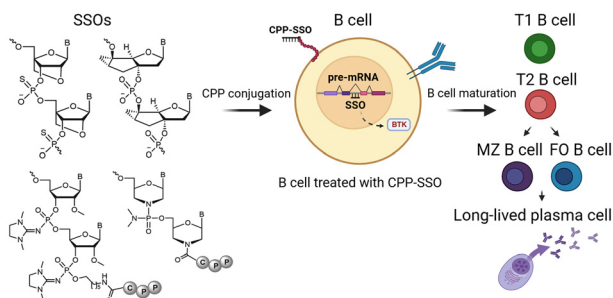 SSOs
CPP conjugation
CPP-SSO
B cell
pre-mRNA
SSO
BTK
B cell treated with CPP-SSO
B cell maturation
T1 B cell
T2 B cell
MZ B cell
FO B cell
Long-lived plasma cell
C P P
C P P